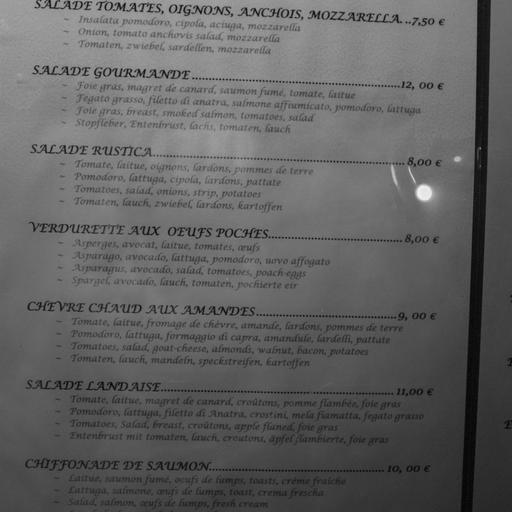 SALADE TOMATES, OIGNONS, ANCHOIS, MOZZARELLA...7,50 €
~ Insalata pomodoro, cipola, aciuga, mozzarella
~ Onion, tomato anchovis salad, mozzarella
~ Tomaten, zwiebel, sardellen, mozzarella
SALADE GOURMANDE...12, 00 €
~ Foie gras, magret de canard, saumon fumé, tomate, laitue
~ Fegato grasso, filetto di anatra, salmone affiumicato, pomodoro, lattuga
~ Foie gras, breast, smoked salmon, tomatoes, salad
~ Stopfleber, Entenbrust, lachs, tomaten, lauch
SALADE RUSTICA...8,00 €
~ Tomate, laitue, oignons, lardons, pommes de terre
~ Pomodoro, lattuga, cipola, lardons, pattate
~ Tomatoes, salad, onions, strip, potatoes
~ Tomaten, lauch, zwiebel, lardons, kartoffen
VERDURETTE AUX OEUFS POCHES...8,00 €
~ Asperges, avocat, laitue, tomates, œufs
~ Asparago, avocado, lattuga, pomodoro, uovo affogato
~ Asparagus, avocado, salad, tomatoes, poach-eggs
~ Spargel, avocado, lauch, tomaten, pochierte eir
CHEVRE CHAUD AUX AMANDES...9, 00 €
~ Tomate, laitue, fromage de chèvre, amande, lardons, pommes de terre
~ Pomodoro, lattuga, formaggio di capra, amandule, lardelli, pattate
~ Tomatoes, salad, goat-cheese, almonds, walnut, bacon, potatoes
~ Tomaten, lauch, mandeln, speckstreifen, kartoffen
SALADE LANDAISE...11,00 €
~ Tomate, laitue, magret de canard, croûtons, pomme flambée, foie gras
~ Pomodoro, lattuga, filetto di Anatra, crostini, mela fiamatta, fegato grasso
~ Tomatoes, Salad, breast, croûtons, apple flaned, foie gras
~ Entenbrust mit tomaten, lauch, croutons, äpfel flambierte, foie gras
CHIFFONADE DE SAUMON...10, 00 €
~ Laitue, saumon fumé, œufs de lumps, toasts, crème fraîche
~ Lattuga, salmone, œufs de lumps, toast, crema frescha
~ Salad, salmon, œufs de lumps, fresh cream